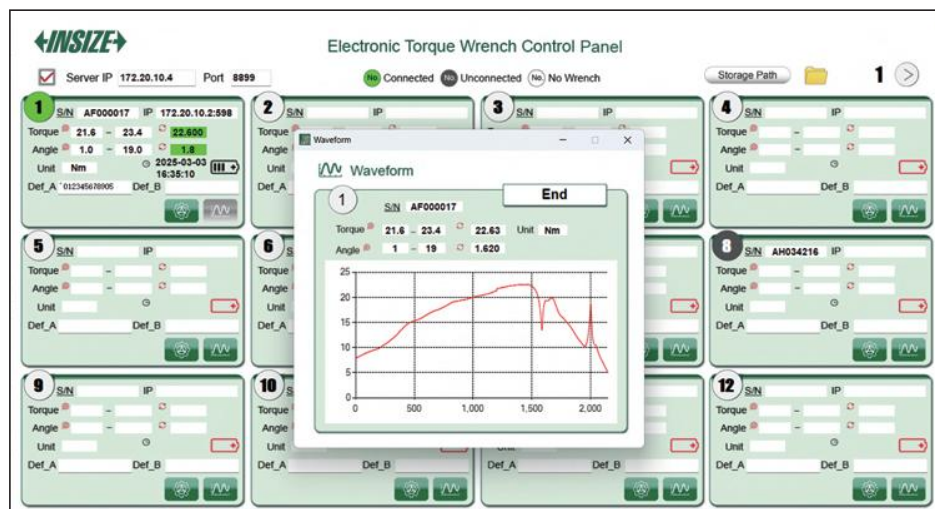 INSIZE
Electronic Torque Wrench Control Panel
Server IP 172.20.10.4 Port 8899 No. Connected No. Unconnected No. No Wrench Storage Path 1 >
1 S/N AF000017 IP 172.20.10.2:598
Torque 21.6 – 23.4 22.600
Angle 1.0 – 19.0 1.8
Unit Nm 2025-03-03
16:35:10
Def_A 012345678905 Def_B
2 S/N IP
Torque –
Angle
Unit
Def_A
3 S/N IP
4 S/N IP
Torque –
Angle –
Unit
Def_A Def_B
Waveform
Waveform
End
1 S/N AF000017
Torque 21.6 – 23.4 22.63 Unit Nm
Angle 1 – 19 1.620
25
20
15
10
5
0
0 500 1,000 1,500 2,000
5 S/N IP
Torque –
Angle –
Unit
Def_A Def_B
6 S
Torque
Angle
Unit
Def_A
8 S/N AH034216 IP
Torque –
Angle –
Unit
Def_A Def_B
9 S/N IP
Torque –
Angle –
Unit
Def_A Def_B
10 S
Torque
Angle
Unit
Def_A Def_B
Def_A Def_B
12 S/N IP
Torque –
Angle –
Unit
Def_A Def_B